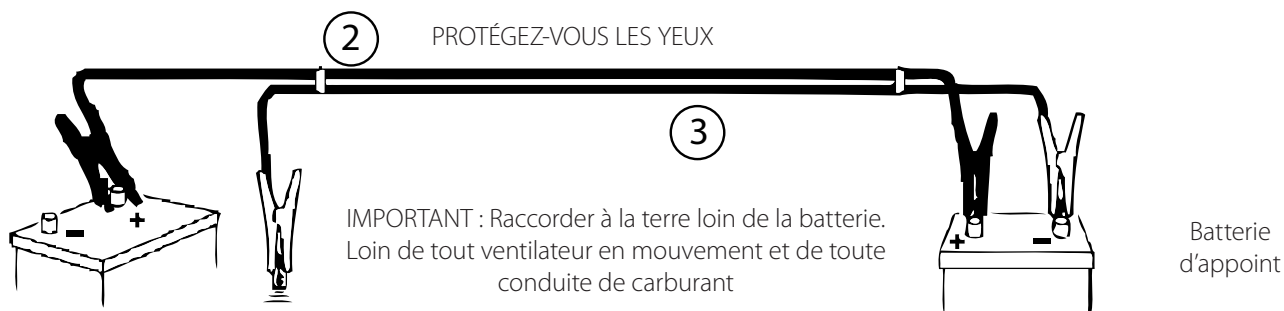 2
PROTÉGEZ-VOUS LES YEUX
3
IMPORTANT : Raccorder à la terre loin de la batterie.
Loin de tout ventilateur en mouvement et de toute
conduite de carburant
- +
+ -
Batterie
d'appoint